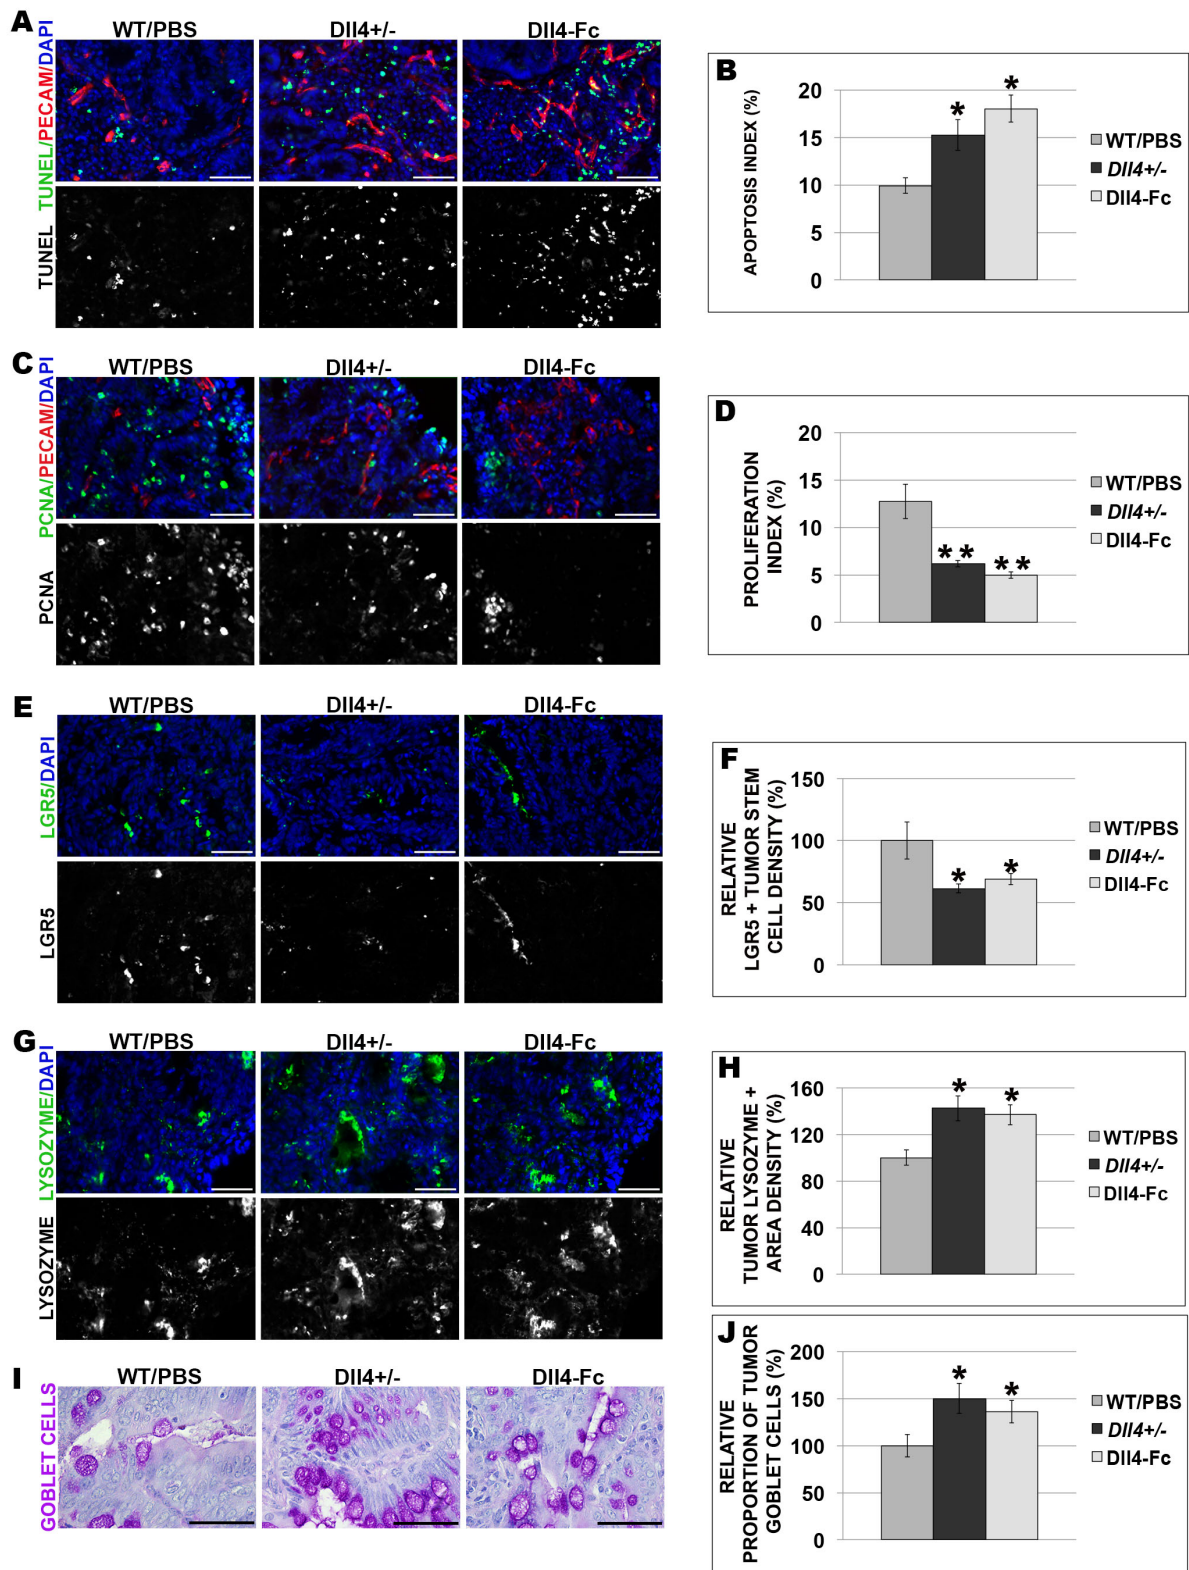 A
WT/PBS
Dll4+/-
Dll4-Fc
TUNEL/PECAM/DAPI
TUNEL
B
APOPTOSIS INDEX (%)
20
15
10
5
0
*
*
WT/PBS
Dll4+/-
Dll4-Fc
C
WT/PBS
Dll4+/-
Dll4-Fc
PCNA/PECAM/DAPI
PCNA
D
PROLIFERATION
INDEX (%)
20
15
10
5
0
**
**
WT/PBS
Dll4+/-
Dll4-Fc
E
WT/PBS
Dll4+/-
Dll4-Fc
LGR5/DAPI
LGR5
F
RELATIVE
LGR5 + TUMOR STEM
CELL DENSITY (%)
150
100
50
0
*
*
WT/PBS
Dll4+/-
Dll4-Fc
G
WT/PBS
Dll4+/-
Dll4-Fc
LYSOZYME/DAPI
LYSOZYME
H
RELATIVE
TUMOR LYSOZYME +
AREA DENSITY (%)
160
120
80
40
0
*
*
WT/PBS
Dll4+/-
Dll4-Fc
I
WT/PBS
Dll4+/-
Dll4-Fc
GOBLET CELLS
J
RELATIVE
PROPORTION OF TUMOR
GOBLET CELLS (%)
200
150
100
50
0
*
*
WT/PBS
Dll4+/-
Dll4-Fc